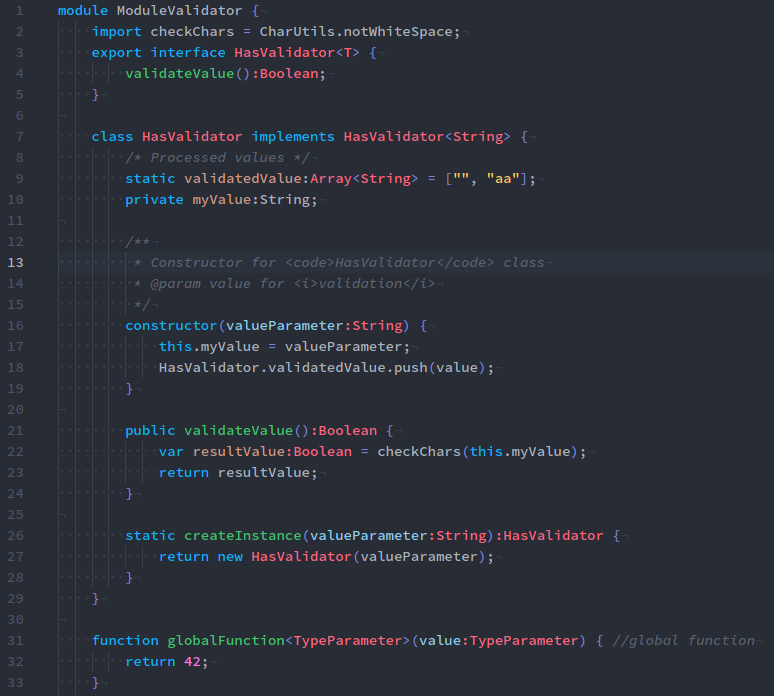 1 module ModuleValidator {
2     import checkChars = CharUtils.notWhiteSpace;
3     export interface HasValidator<T> {
4         validateValue():Boolean;
5     }
6
7     class HasValidator implements HasValidator<String> {
8         /* Processed values */
9         static validatedValue:Array<String> = ["", "aa"];
10         private myValue:String;
11
12         /**
13          * Constructor for <code>HasValidator</code> class
14          * @param value for <i>validation</i>
15          */
16         constructor(valueParameter:String) {
17             this.myValue = valueParameter;
18             HasValidator.validatedValue.push(value);
19         }
20
21         public validateValue():Boolean {
22             var resultValue:Boolean = checkChars(this.myValue);
23             return resultValue;
24         }
25
26         static createInstance(valueParameter:String):HasValidator {
27             return new HasValidator(valueParameter);
28         }
29     }
30
31     function globalFunction<TypeParameter>(value:TypeParameter) { //global function
32         return 42;
33     }